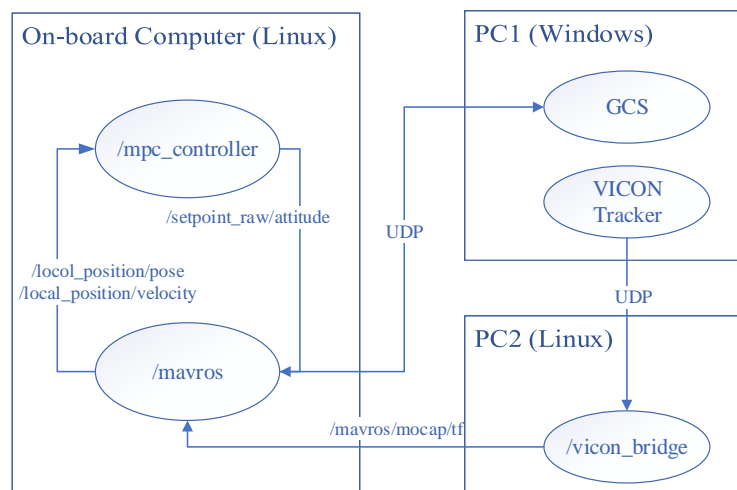 On-board Computer (Linux)
/mpc_controller
/setpoint_raw/attitude
/locol_position/pose
/local_position/velocity
/mavros
UDP
/mavros/mocap/tf
PC1 (Windows)
GCS
VICON
Tracker
UDP
PC2 (Linux)
/vicon_bridge